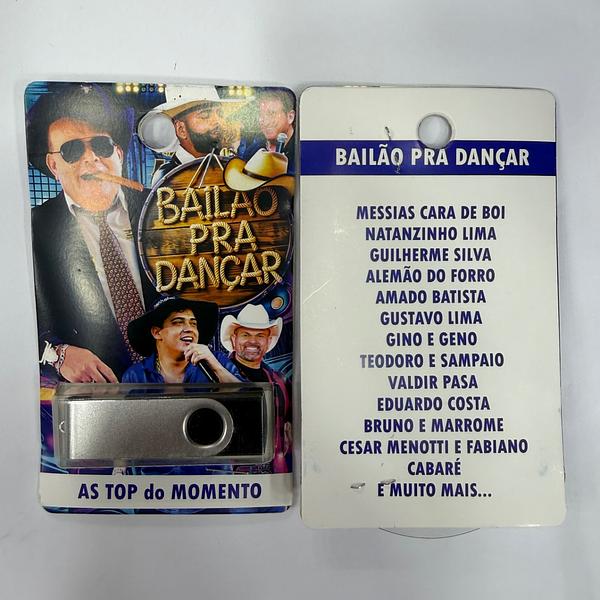 BAILÃO
PRA
DANÇAR
AS TOP do MOMENTO
BAILÃO PRA DANÇAR
MESSIAS CARA DE BOI
NATANZINHO LIMA
GUILHERME SILVA
ALEMÃO DO FORRO
AMADO BATISTA
GUSTAVO LIMA
GINO E GENO
TEODORO E SAMPAIO
VALDIR PASA
EDUARDO COSTA
BRUNO E MARROME
CESAR MENOTTI E FABIANO
CABARÉ
E MUITO MAIS...